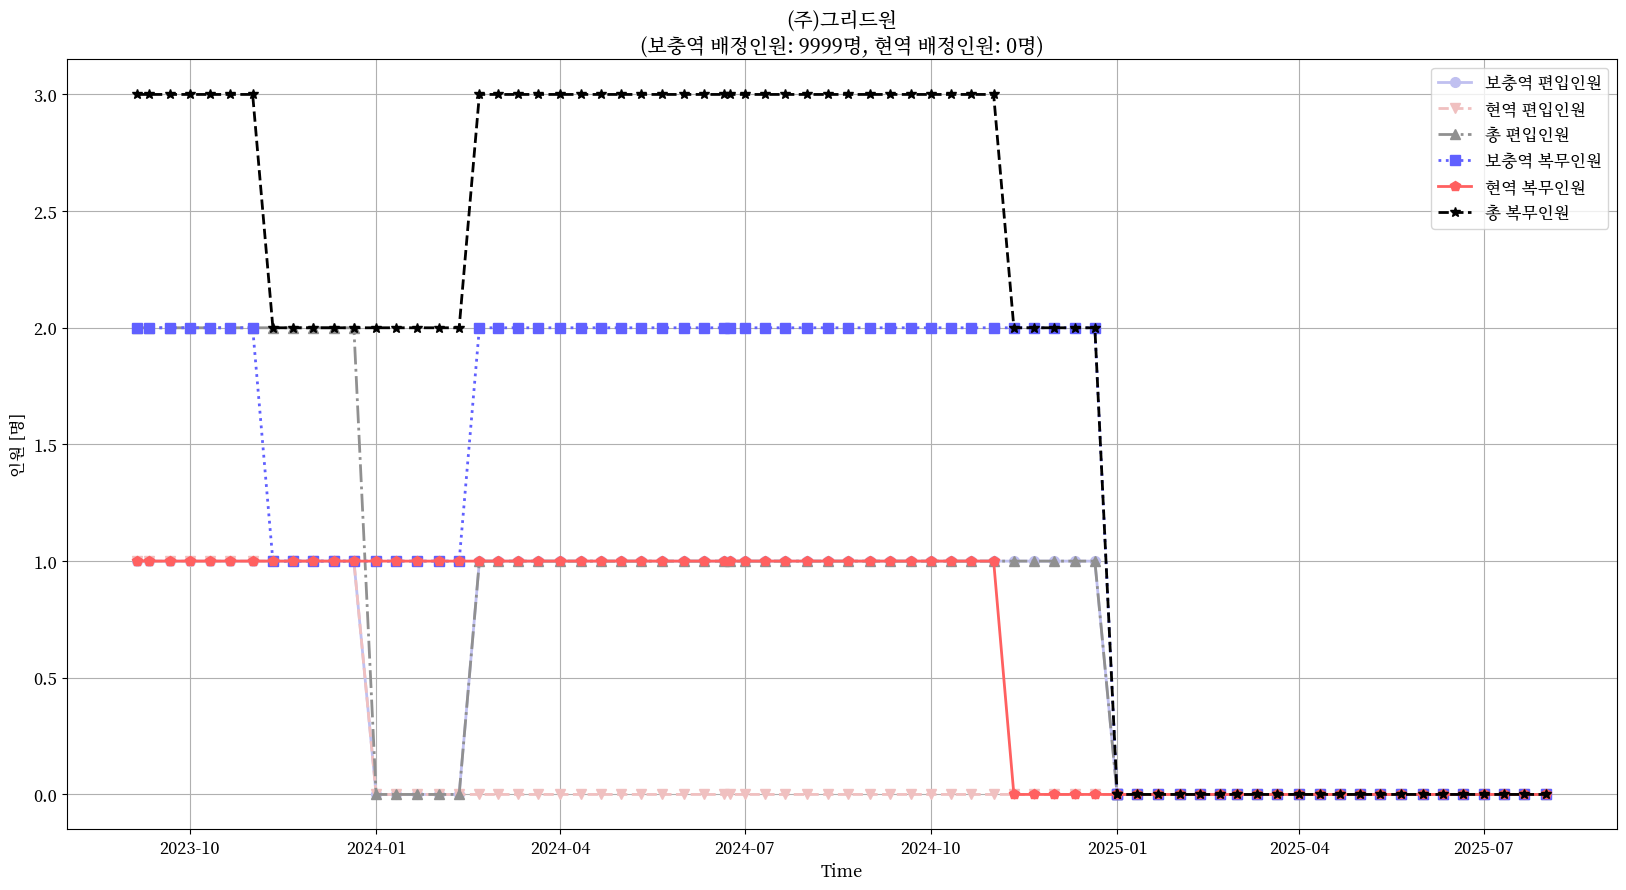 (주)그리드원
(보충역 배정인원: 9999명, 현역 배정인원: 0명)
보충역 편입인원
현역 편입인원
총 편입인원
보충역 복무인원
현역 복무인원
총 복무인원
3.0
2.5
2.0
1.5
1.0
0.5
0.0
인원 [명]
2023-10
2024-01
2024-04
2024-07
2024-10
2025-01
2025-04
2025-07
Time